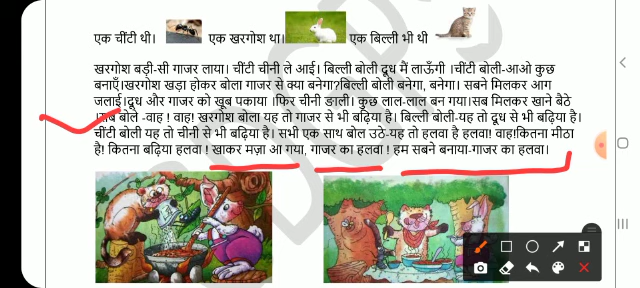 एक चींटी थी। एक खरगोश था। एक बिल्ली भी थी
खरगोश बड़ी-सी गाजर लाया। चींटी चीनी ले आई। बिल्ली बोली दूध मैं लाऊँगी ।चींटी बोली-आओ कुछ
बनाएँ।खरगोश खड़ा होकर बोला गाजर से क्या बनेगा?बिल्ली बोली बनेगा, बनेगा। सबने मिलकर आग
जलाई।दूध और गाजर को खूब पकाया ।फिर चीनी डाली। कुछ लाल-लाल बन गया।सब मिलकर खाने बैठे
।सब बोले -वाह ! वाह! खरगोश बोला यह तो गाजर से भी बढ़िया है। बिल्ली बोली-यह तो दूध से भी बढ़िया है।
चींटी बोली यह तो चीनी से भी बढ़िया है। सभी एक साथ बोल उठे-यह तो हलवा है हलवा! वाह!कितना मीठा
है! कितना बढ़िया हलवा ! खाकर मज़ा आ गया, गाजर का हलवा ! हम सबने बनाया-गाजर का हलवा।